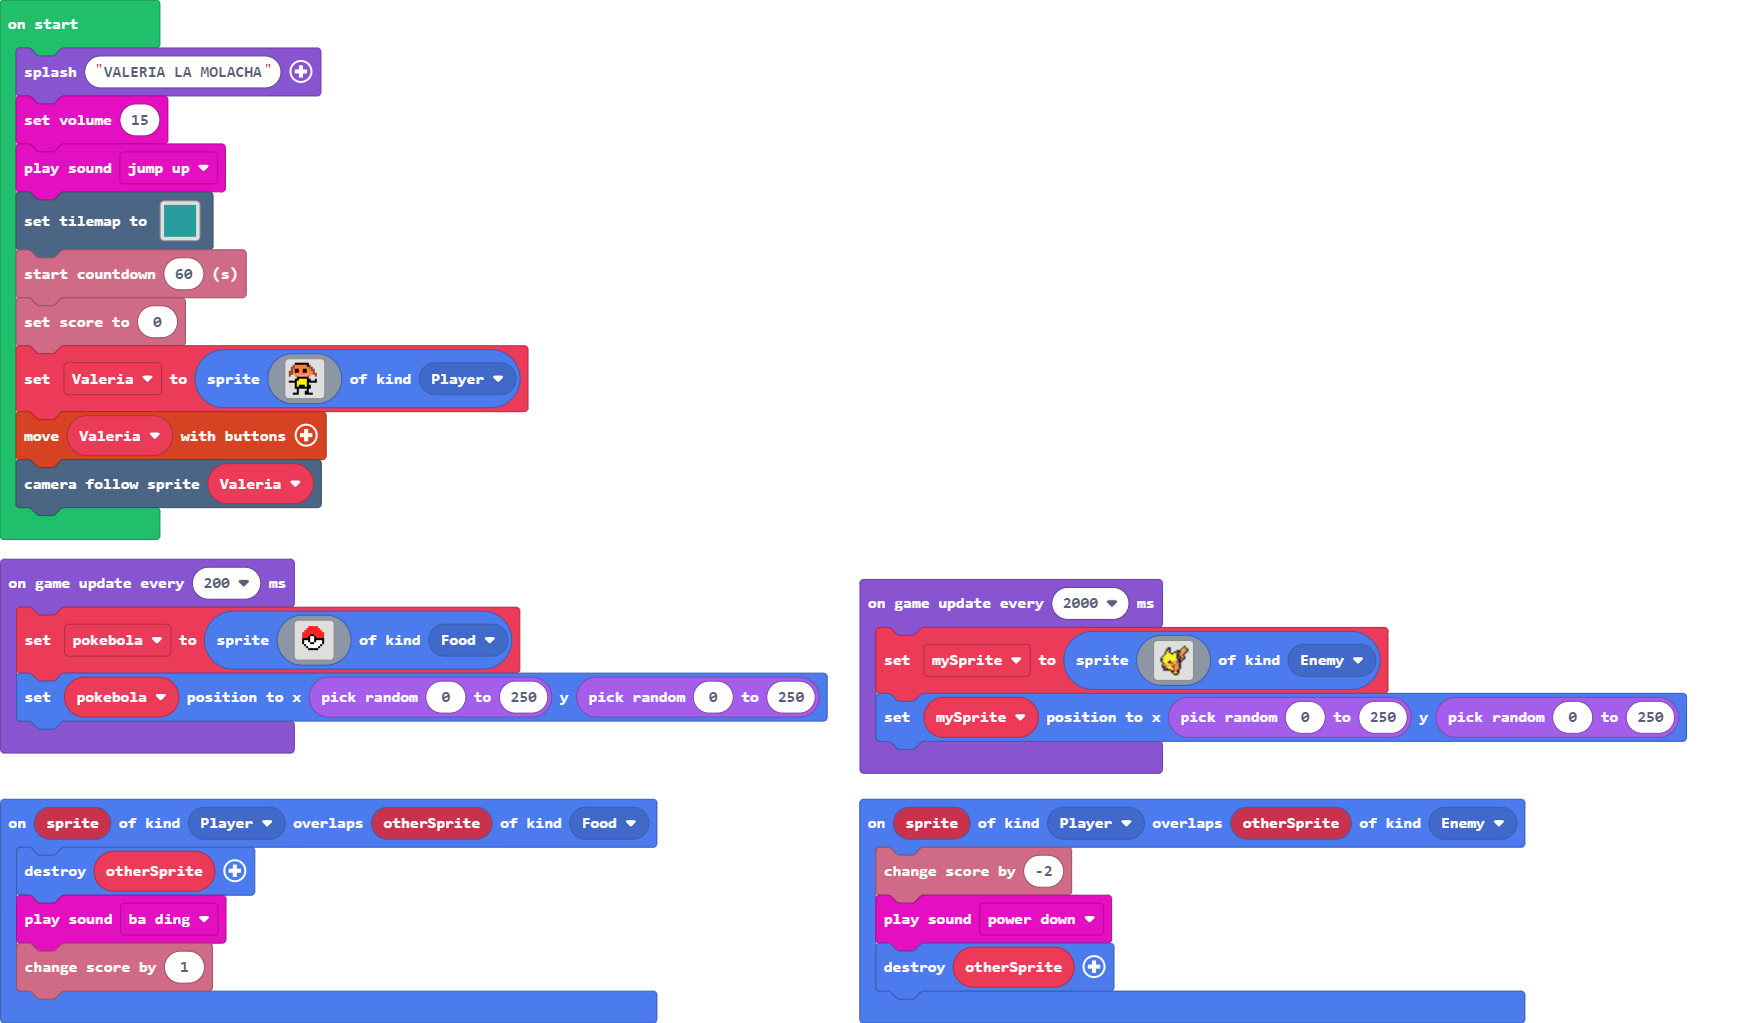 on start
splash "VALERIA LA MOLACHA"
set volume 15
play sound jump up
set tilemap to
start countdown 60 (s)
set score to 0
set Valeria to sprite of kind Player
move Valeria with buttons
camera follow sprite Valeria
on game update every 200 ms
set pokebola to sprite of kind Food
set pokebola position to x pick random 0 to 250 y pick random 0 to 250
on game update every 2000 ms
set mySprite to sprite of kind Enemy
set mySprite position to x pick random 0 to 250 y pick random 0 to 250
on sprite of kind Player overlaps otherSprite of kind Food
destroy otherSprite
play sound ba ding
change score by 1
on sprite of kind Player overlaps otherSprite of kind Enemy
change score by -2
play sound power down
destroy otherSprite